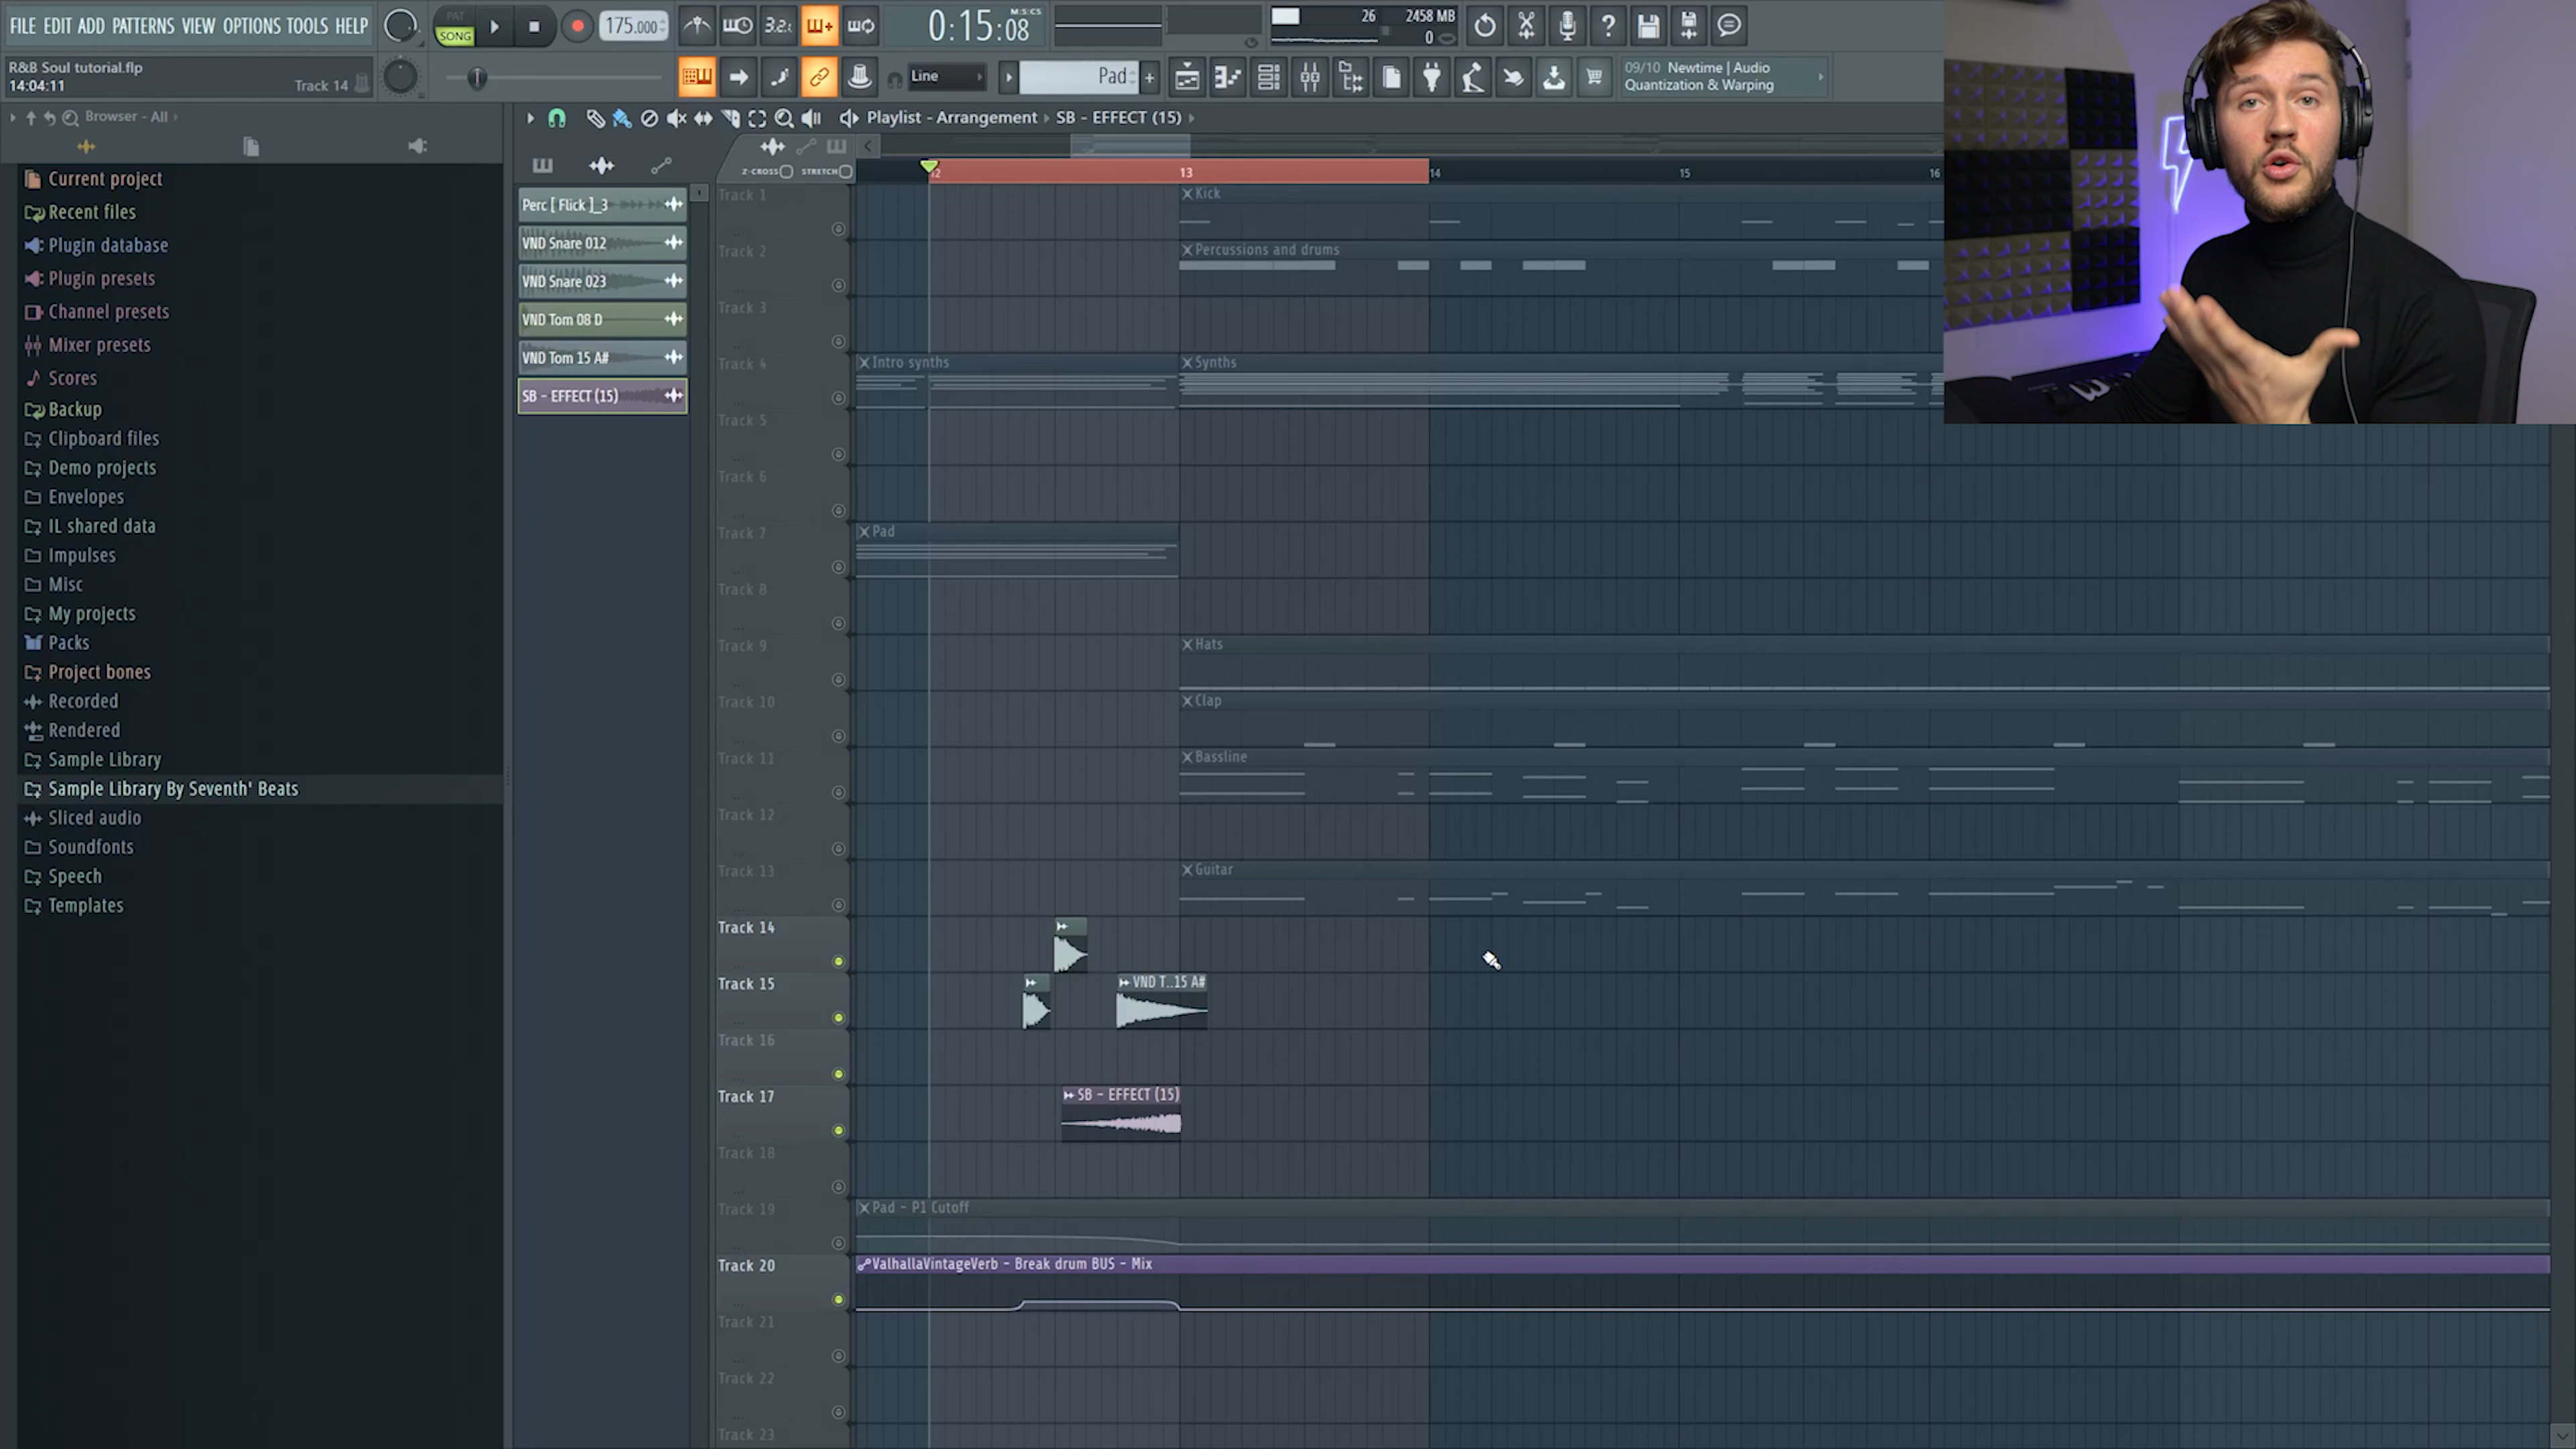 FILE EDIT ADD PATTERNS VIEW OPTIONS TOOLS HELP
PAT
SONG
175.000
3.2.
0:15:08
M:S:CS
26
2458 MB
0
R&B Soul tutorial.flp
14:04:11
Track 14
Line
Pad
09/10 Newtime | Audio
Quantization & Warping
Browser - All
Playlist - Arrangement
SB - EFFECT (15)
Z-CROSS
STRETCH
12
13
14
15
16
Current project
Recent files
Plugin database
Plugin presets
Channel presets
Mixer presets
Scores
Backup
Clipboard files
Demo projects
Envelopes
IL shared data
Impulses
Misc
My projects
Packs
Project bones
Recorded
Rendered
Sample Library
Sample Library By Seventh' Beats
Sliced audio
Soundfonts
Speech
Templates
Perc [ Flick ]_3
VND Snare 012
VND Snare 023
VND Tom 08 D
VND Tom 15 A#
SB - EFFECT (15)
Track 1
Kick
Track 2
Percussions and drums
Track 3
Track 4
Intro synths
Synths
Track 5
Track 6
Track 7
Pad
Track 8
Track 9
Hats
Track 10
Clap
Track 11
Bassline
Track 12
Track 13
Guitar
Track 14
Track 15
VND T..15 A#
Track 16
Track 17
SB - EFFECT (15)
Track 18
Track 19
Pad - P1 Cutoff
Track 20
ValhallaVintageVerb - Break drum BUS - Mix
Track 21
Track 22
Track 23